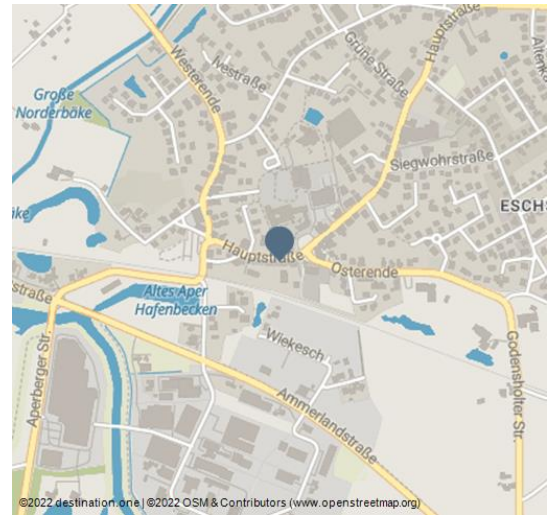 Westerende
Ivestraße
Grüne Straße
Hauptstraße
Große
Norderbäke
Siegwohrstraße
ESCHS
Hauptstraße
Osterende
Altes Aper
Hafenbecken
Wiekesch
Aperberger Str.
Ammerlandstraße
Godensholter Str.
©2022 destination.one | ©2022 OSM & Contributors (www.openstreetmap.org)